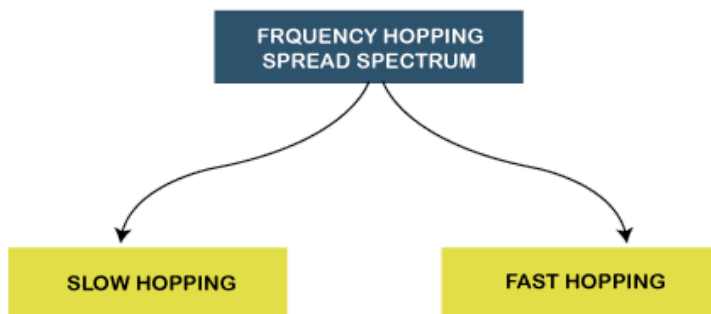 FRQUENCY HOPPING
SPREAD SPECTRUM
SLOW HOPPING
FAST HOPPING